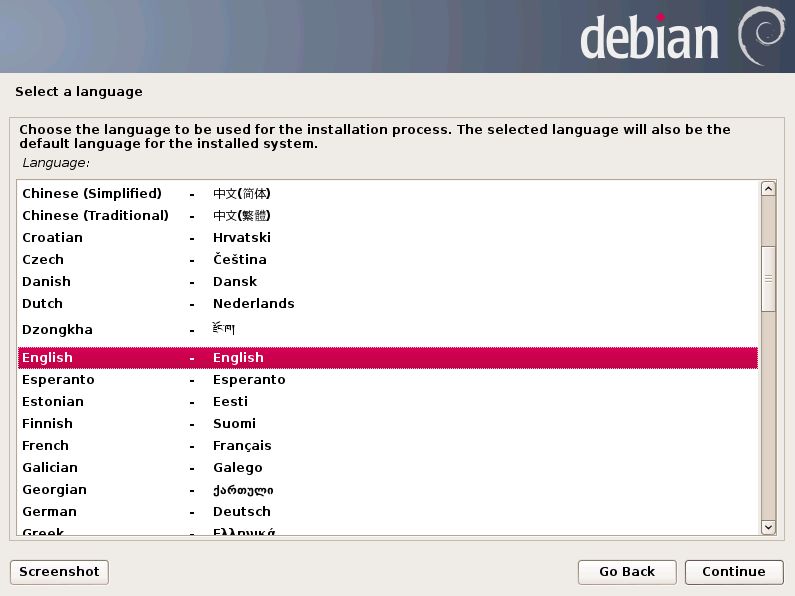 debian
Select a language
Choose the language to be used for the installation process. The selected language will also be the
default language for the installed system.
Language:
Chinese (Simplified) - 中文(简体)
Chinese (Traditional) - 中文(繁體)
Croatian - Hrvatski
Czech - Čeština
Danish - Dansk
Dutch - Nederlands
Dzongkha - རྫོང་ཁ།
English - English
Esperanto - Esperanto
Estonian - Eesti
Finnish - Suomi
French - Français
Galician - Galego
Georgian - ქართული
German - Deutsch
Greek - Ελληνικά
Screenshot Go Back Continue